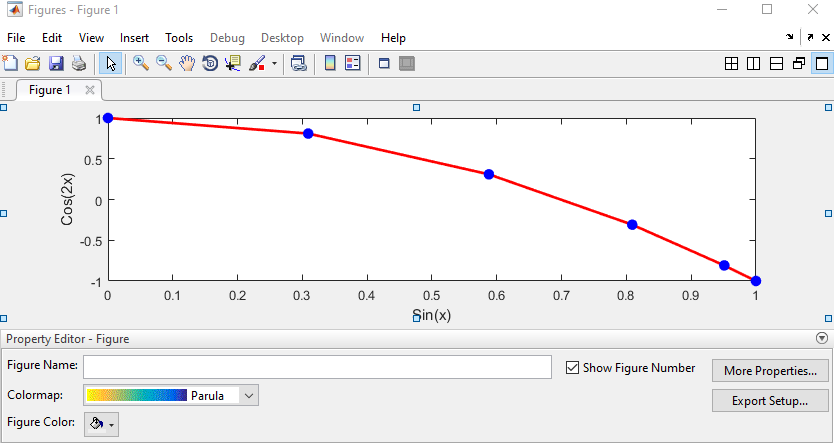 Figures - Figure 1
File Edit View Insert Tools Debug Desktop Window Help
Figure 1
1
0.5
0
-0.5
-1
Cos(2x)
0 0.1 0.2 0.3 0.4 0.5 0.6 0.7 0.8 0.9 1
Sin(x)
Property Editor - Figure
Figure Name:
Show Figure Number
More Properties...
Colormap: Parula
Export Setup...
Figure Color: